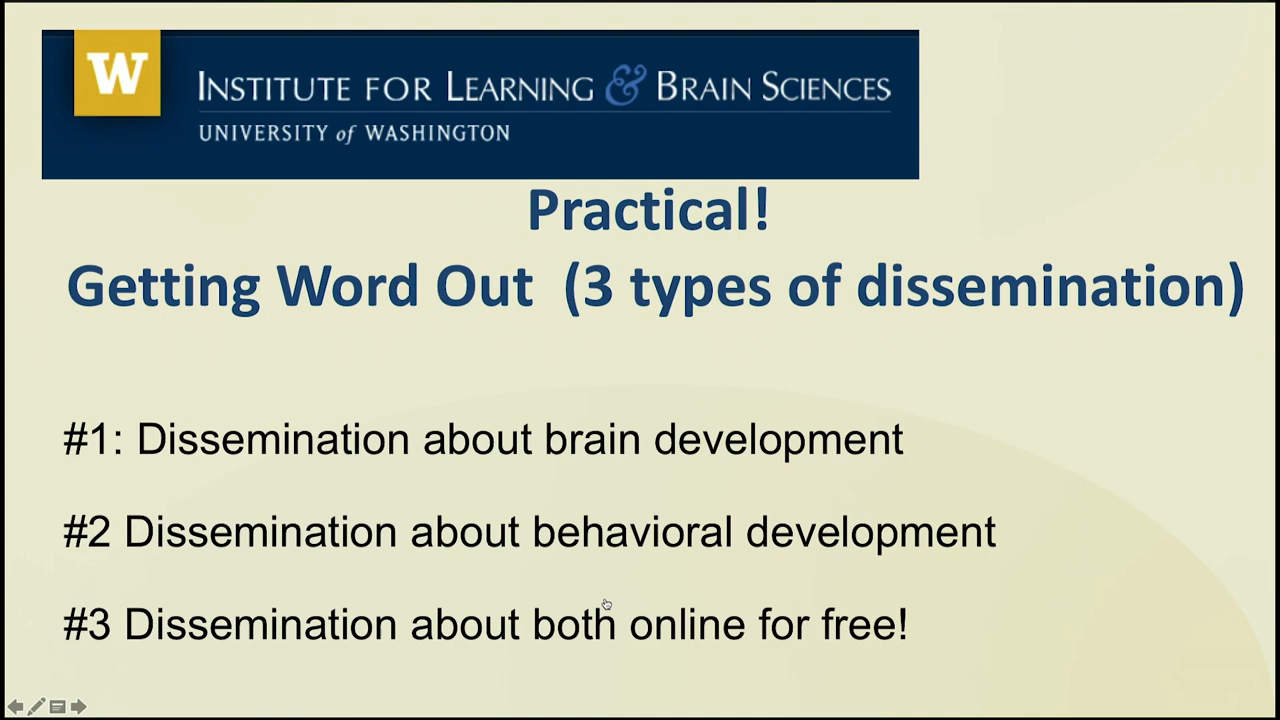 W
INSTITUTE FOR LEARNING & BRAIN SCIENCES
UNIVERSITY of WASHINGTON
Practical!
Getting Word Out (3 types of dissemination)
#1: Dissemination about brain development
#2 Dissemination about behavioral development
#3 Dissemination about both online for free!